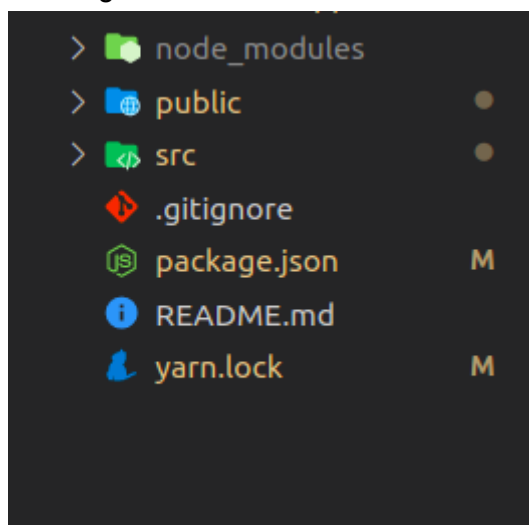 node_modules
public
src
.gitignore
package.json M
README.md
yarn.lock M